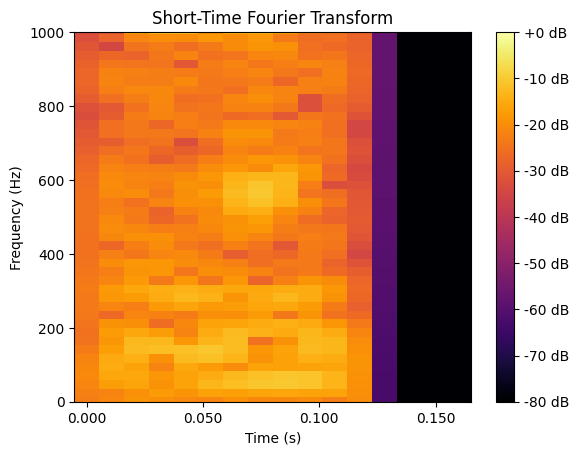 Short-Time Fourier Transform
1000
800
600
400
200
0
Frequency (Hz)
0.000
0.050
0.100
0.150
Time (s)
+0 dB
-10 dB
-20 dB
-30 dB
-40 dB
-50 dB
-60 dB
-70 dB
-80 dB